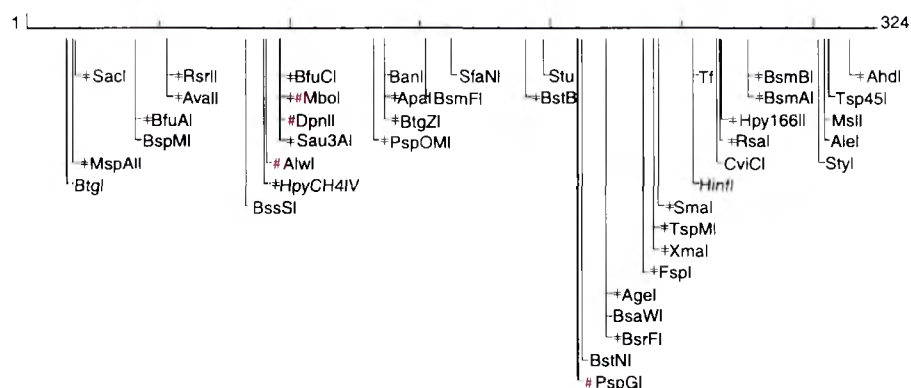 1 324
‡SacI ‡RsrII ‡BfuCI BanI SfaNI Stu Tf ‡BsmBI ‡AhdI
AvaII ‡#MboI ‡ApaI BsmFI ‡BstB ‡BsmAI Tsp45I
‡BfuAI #DpnII ‡BtgZI ‡Hpy166II MslI
BspMI ‡Sau3AI ‡PspOMI ‡RsaI AleI
‡MspA1I #AlwI CviCI StyI
BtgI ‡HpyCH4IV HinfI
BssSI ‡SmaI
‡TspMI
‡XmaI
‡FspI
‡AgeI
BsaWI
‡BsrFI
BstNI
#PspGI